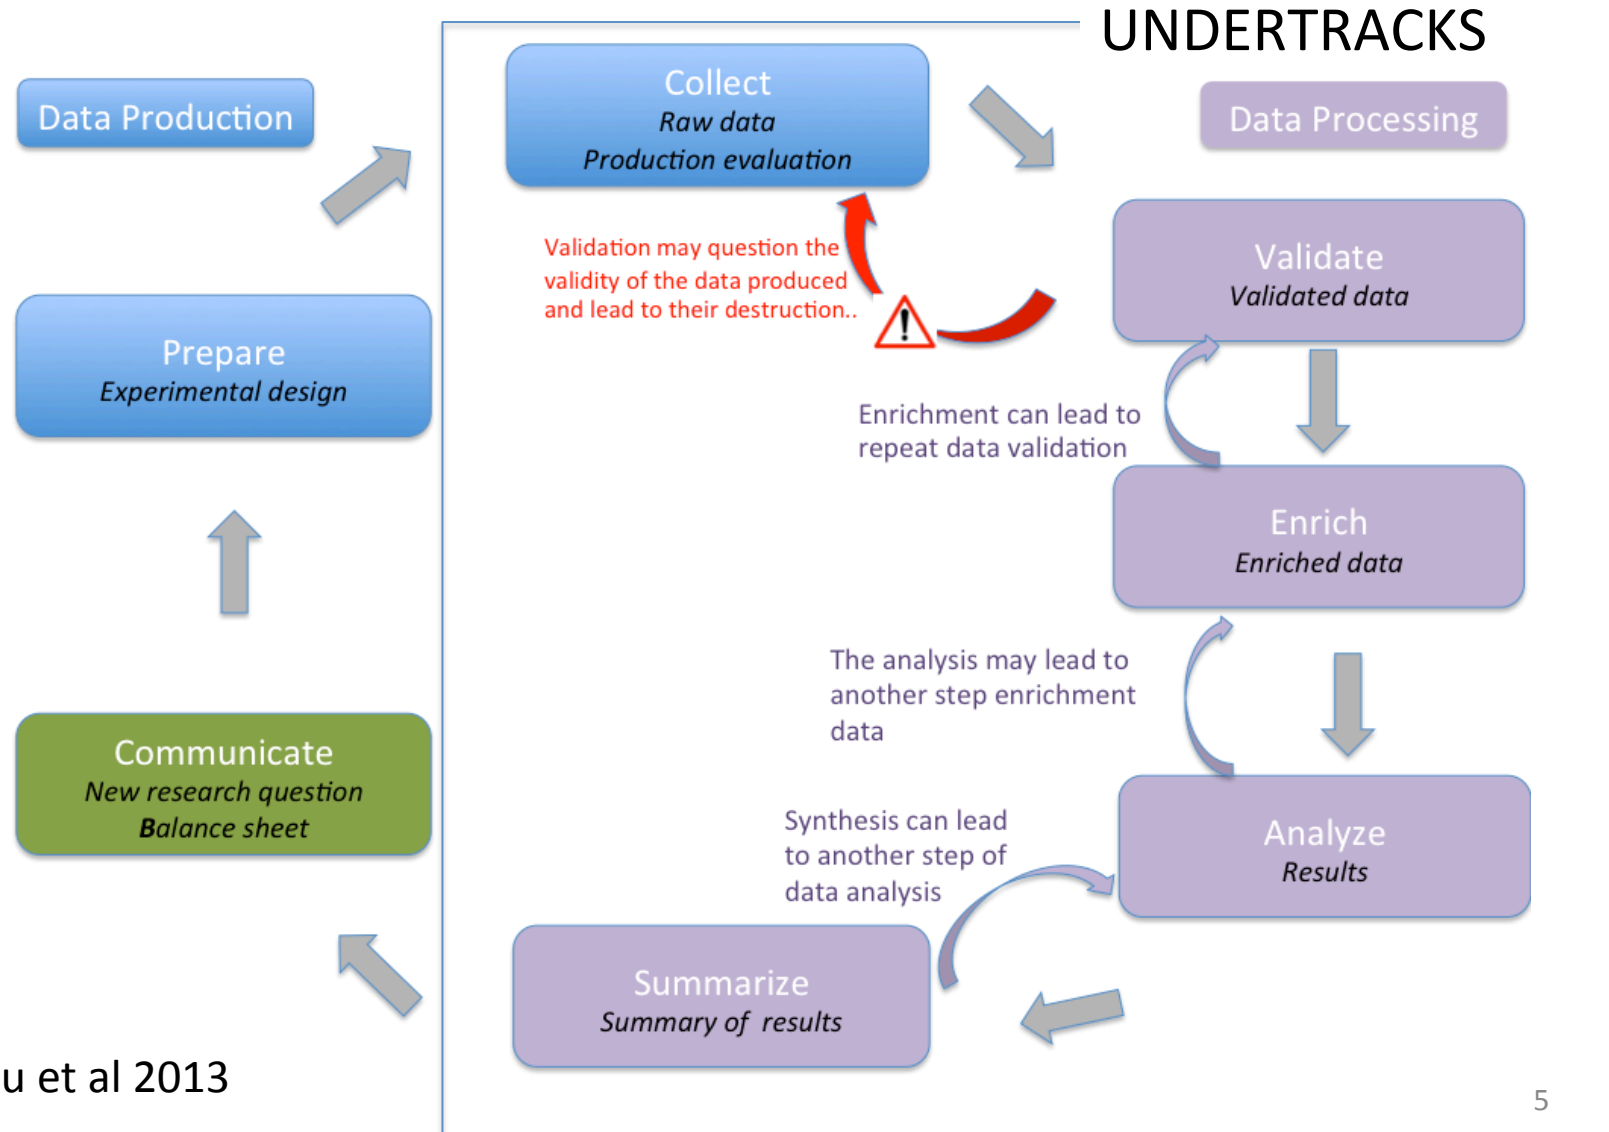 UNDERTRACKS
Data Production
Collect
Raw data
Production evaluation
Data Processing
Validation may question the
validity of the data produced
and lead to their destruction..
Validate
Validated data
Prepare
Experimental design
Enrichment can lead to
repeat data validation
Enrich
Enriched data
The analysis may lead to
another step enrichment
data
Communicate
New research question
Balance sheet
Synthesis can lead
to another step of
data analysis
Analyze
Results
Summarize
Summary of results
u et al 2013
5